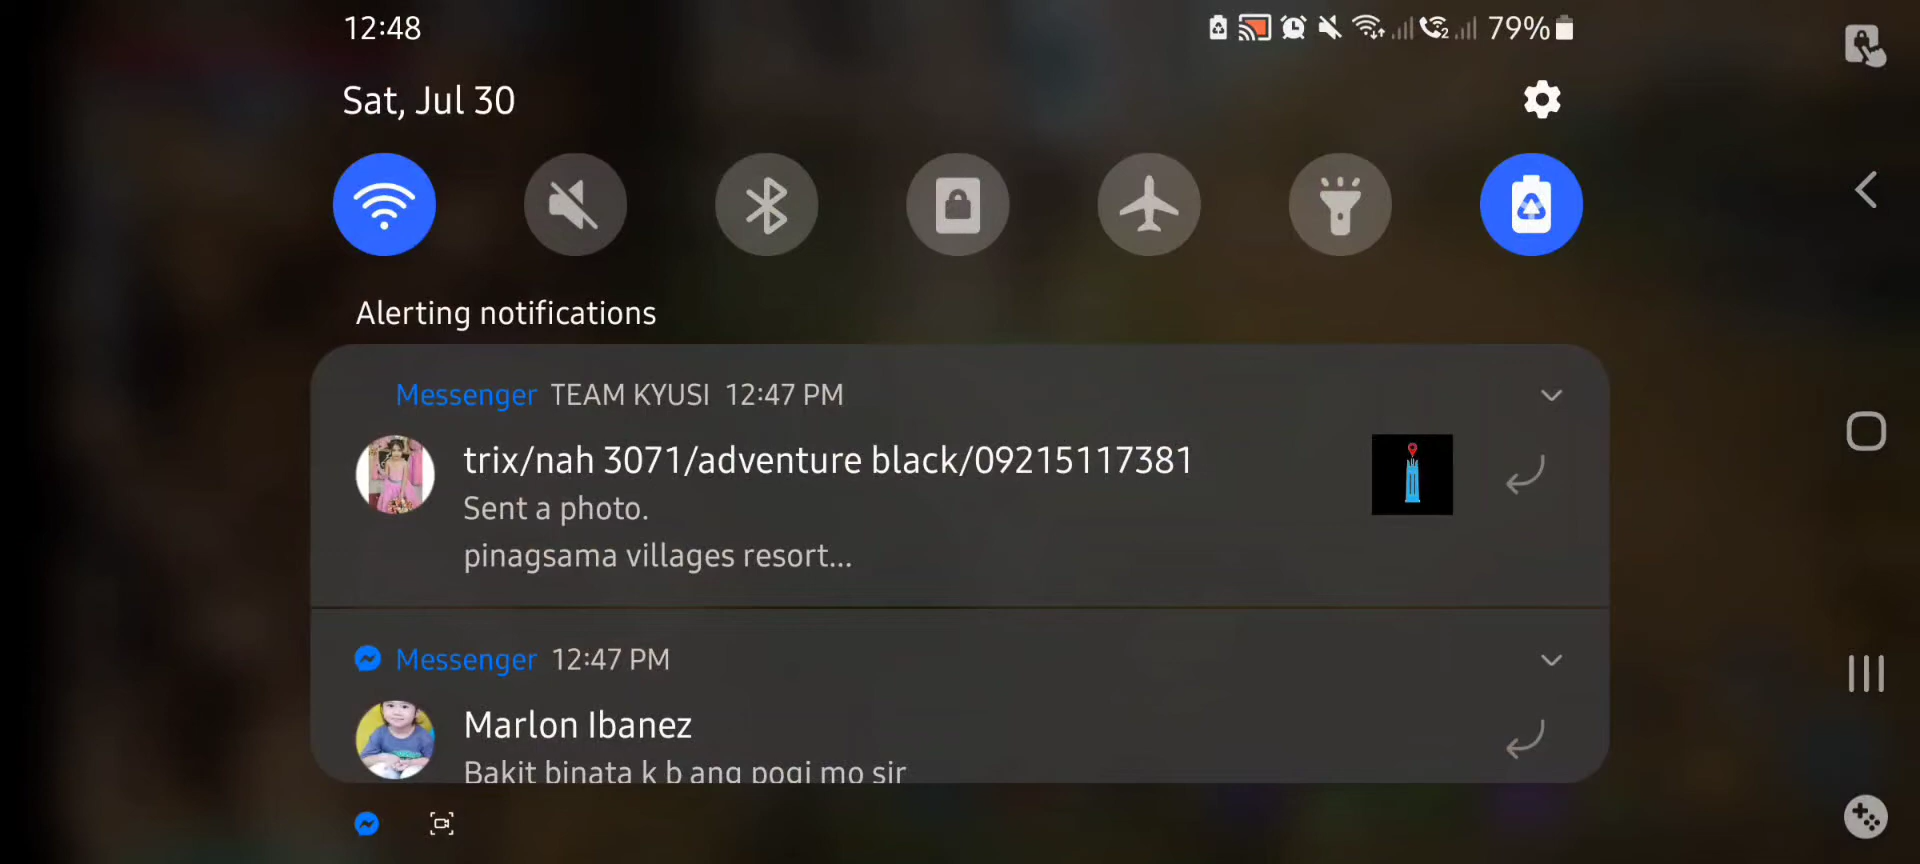 12:48
79%
Sat, Jul 30
Alerting notifications
Messenger TEAM KYUSI 12:47 PM
trix/nah 3071/adventure black/09215117381
Sent a photo.
pinagsama villages resort...
Messenger 12:47 PM
Marlon Ibanez
Bakit binata k b ang pogi mo sir